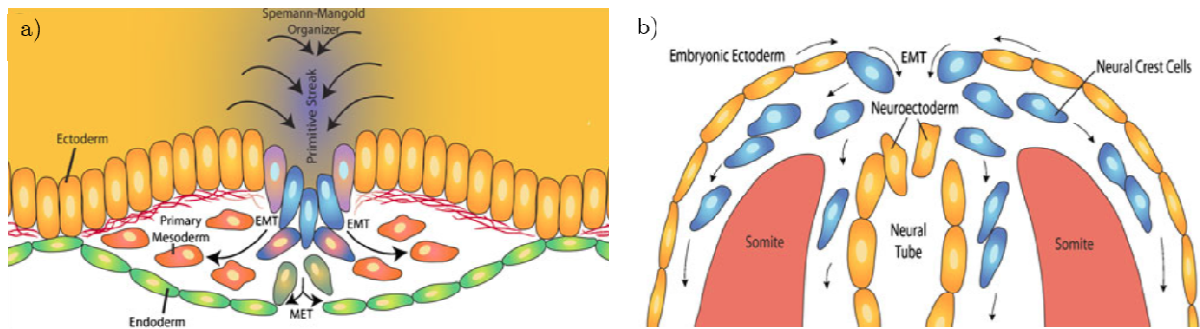 a)
Spemann-Mangold
Organizer
Primitive Streak
Ectoderm
EMT
EMT
Primary
Mesoderm
MET
Endoderm
b)
Embryonic Ectoderm
EMT
Neural Crest Cells
Neuroectoderm
Somite
Neural
Tube
Somite